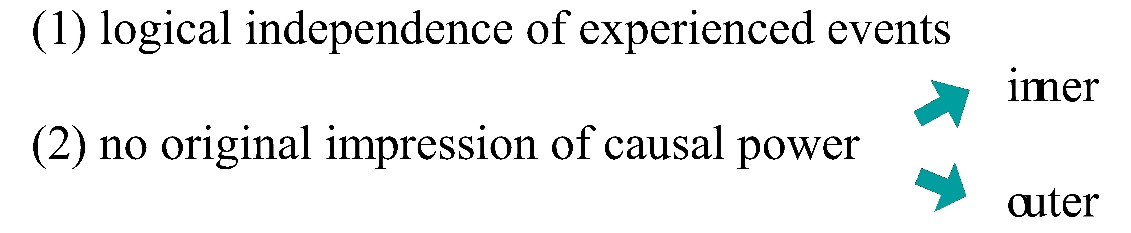 (1) logical independence of experienced events
inner
(2) no original impression of causal power
outer